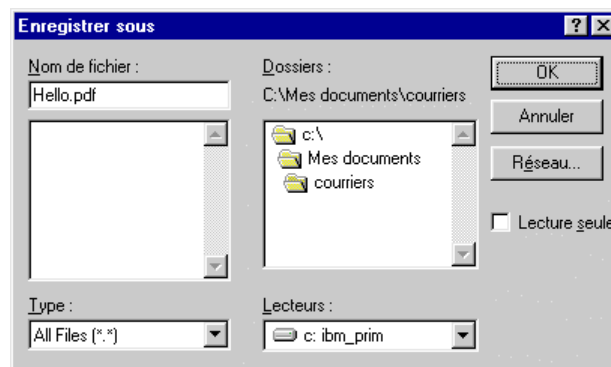 Enregistrer sous
Nom de fichier :
Hello.pdf
Dossiers :
C:\Mes documents\courriers
c:\
Mes documents
courriers
OK
Annuler
Réseau...
Lecture seule
Type :
All Files (*.*)
Lecteurs :
c: ibm_prim